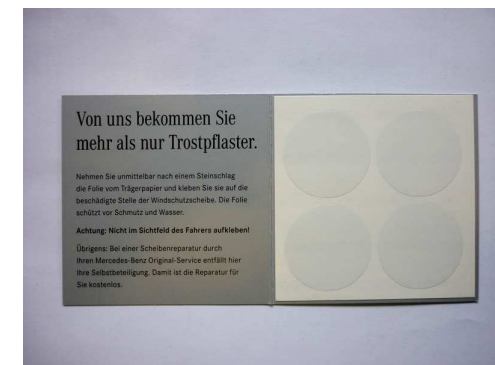 Von uns bekommen Sie
mehr als nur Trostpflaster.
Nehmen Sie unmittelbar nach einem Steinschlag
die Folie vom Trägerpapier und kleben Sie sie auf die
beschädigte Stelle der Windschutzscheibe. Die Folie
schützt vor Schmutz und Wasser.
Achtung: Nicht im Sichtfeld des Fahrers aufkleben!
Übrigens: Bei einer Scheibenreparatur durch
Ihren Mercedes-Benz Original-Service entfällt hier
Ihre Selbstbeteiligung. Damit ist die Reparatur für
Sie kostenlos.